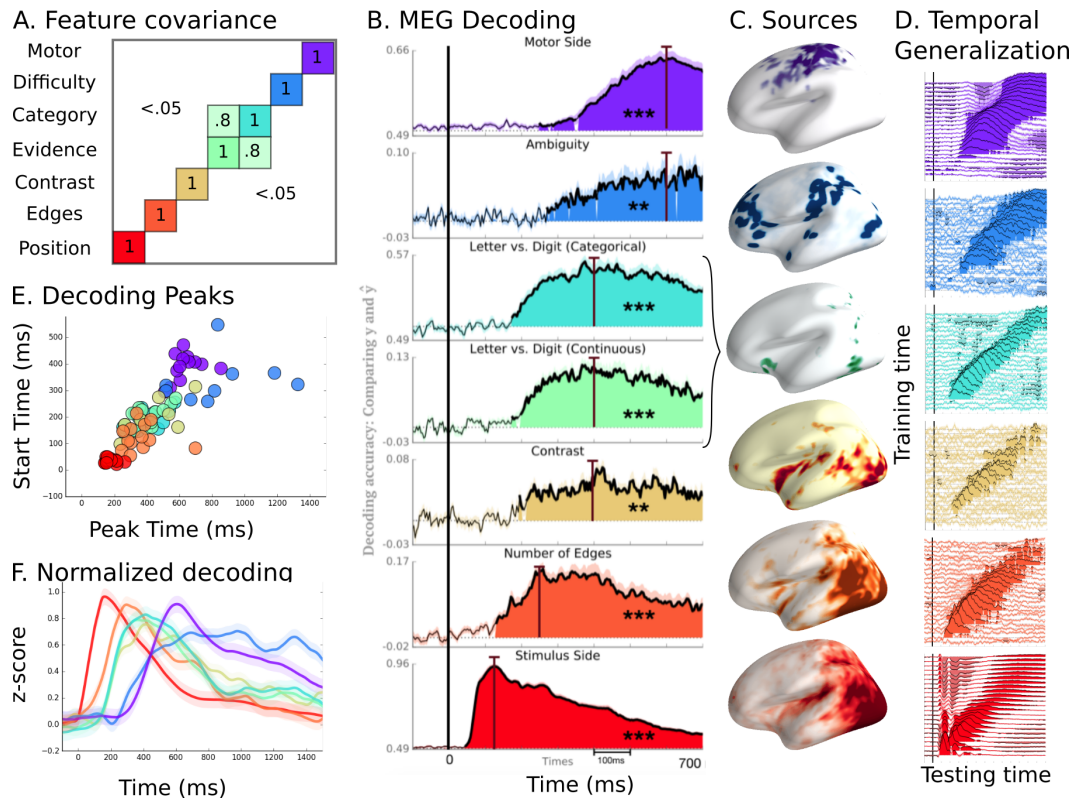 A. Feature covariance
Motor
Difficulty
Category
Evidence
Contrast
Edges
Position
1
1
.8 1
1 .8
1
1
1
<.05
<.05
B. MEG Decoding
Motor Side
0.66
0.49
***
Ambiguity
0.10
-0.03
**
Letter vs. Digit (Categorical)
0.57
0.49
***
Letter vs. Digit (Continuous)
0.13
-0.03
***
Contrast
0.08
-0.03
**
Number of Edges
0.17
-0.02
***
Stimulus Side
0.96
0.49
***
Decoding accuracy: Comparing y and ŷ
Times
100ms
0
700
Time (ms)
C. Sources
D. Temporal
Generalization
Training time
Testing time
E. Decoding Peaks
Start Time (ms)
500
400
300
200
100
0
−100
0 200 400 600 800 1000 1200 1400
Peak Time (ms)
F. Normalized decoding
z-score
1.0
0.8
0.6
0.4
0.2
0.0
−0.2
0 200 400 600 800 1000 1200 1400
Time (ms)